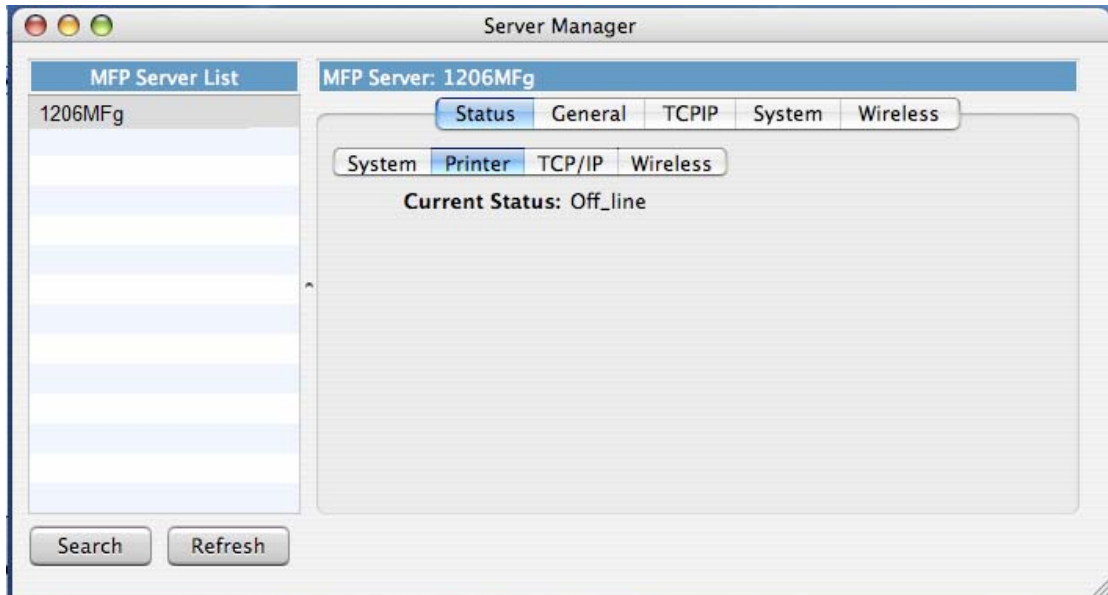 Server Manager
MFP Server List
1206MFg
Search
Refresh
MFP Server: 1206MFg
Status General TCPIP System Wireless
System Printer TCP/IP Wireless
Current Status: Off_line